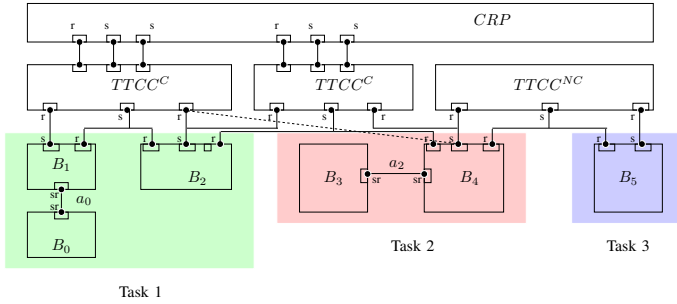 CRP
r s s r s s
TTCC^C TTCC^C TTCC^NC
r s r r s r r s r
s r r s r r s r r s
B_1 B_2 B_3 a_2 B_4 B_5
sr sr
sr a_0
sr
B_0
Task 2 Task 3
Task 1